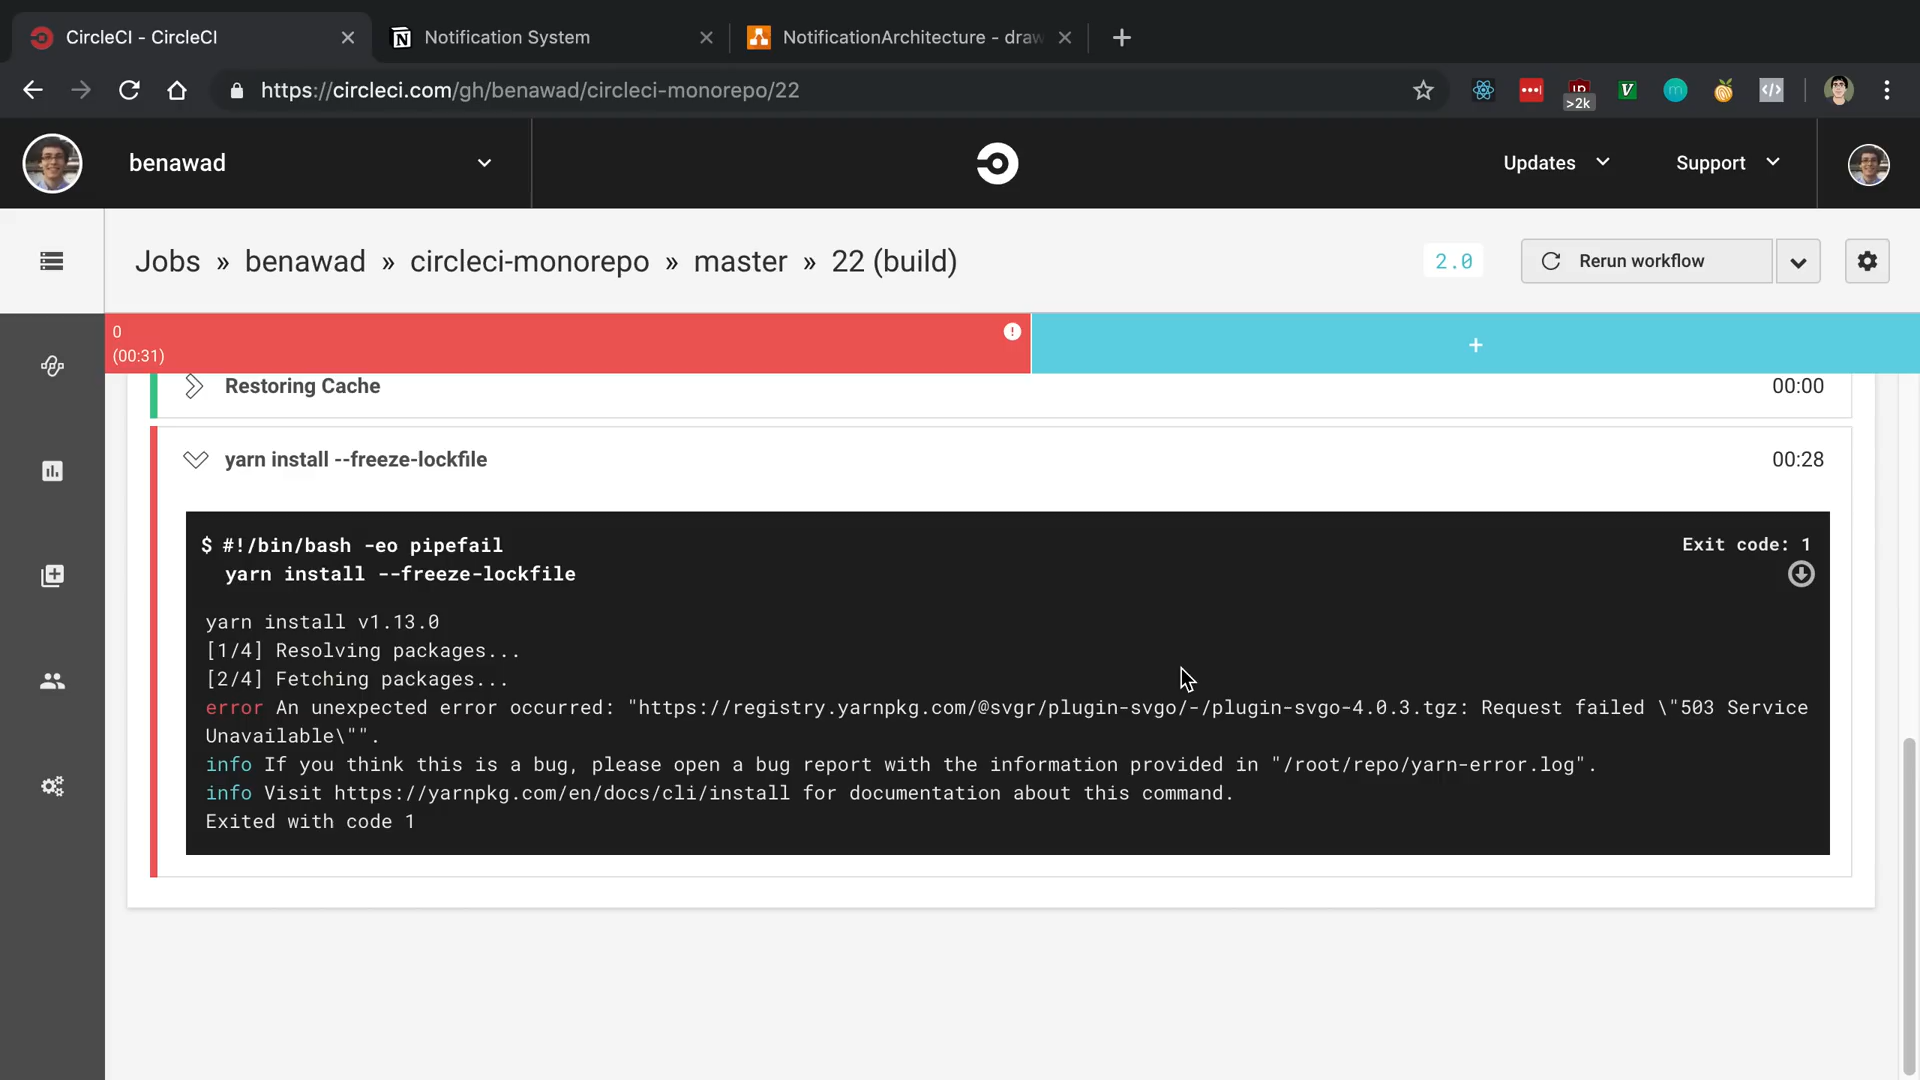 CircleCI - CircleCI
Notification System
NotificationArchitecture - draw
https://circleci.com/gh/benawad/circleci-monorepo/22
>2k
benawad
Updates
Support
Jobs » benawad » circleci-monorepo » master » 22 (build)
2.0
Rerun workflow
0
(00:31)
+
Restoring Cache
00:00
yarn install --freeze-lockfile
00:28
$ #!/bin/bash -eo pipefail
Exit code: 1
yarn install --freeze-lockfile
yarn install v1.13.0
[1/4] Resolving packages...
[2/4] Fetching packages...
error An unexpected error occurred: "https://registry.yarnpkg.com/@svgr/plugin-svgo/-/plugin-svgo-4.0.3.tgz: Request failed \"503 Service
Unavailable\"".
info If you think this is a bug, please open a bug report with the information provided in "/root/repo/yarn-error.log".
info Visit https://yarnpkg.com/en/docs/cli/install for documentation about this command.
Exited with code 1